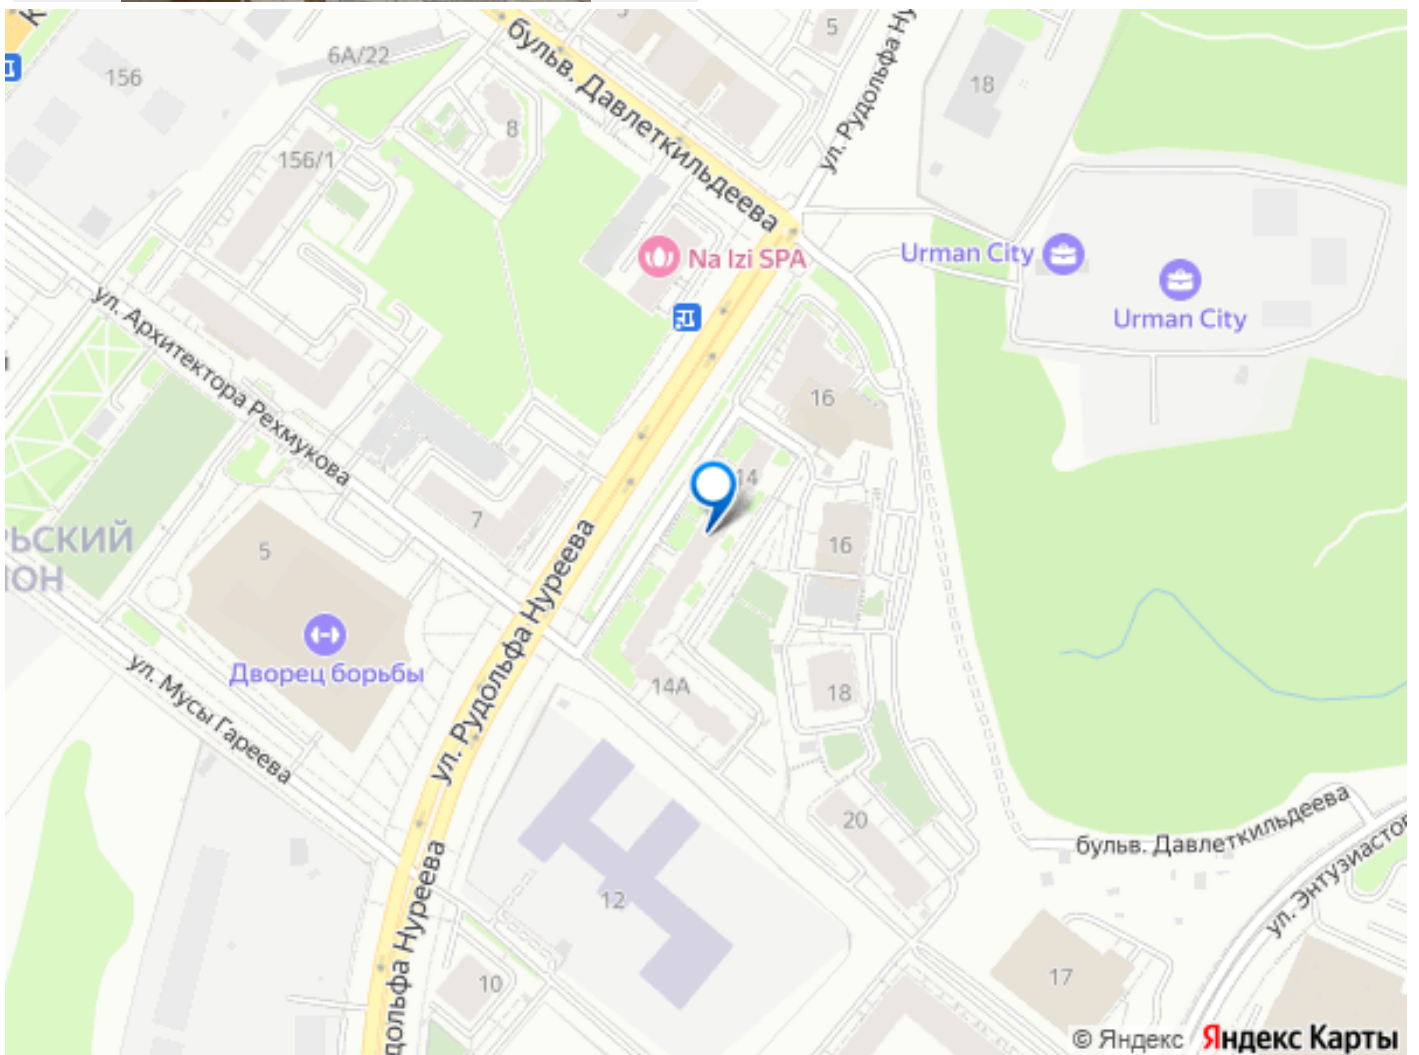 6А/22
156
5
18
бульв. Давлеткильдеева
ул. Рудольфа Ну
8
156/1
Na Izi SPA
Urman City
Urman City
ул. Архитектора Рехмукова
16
14
7
ЬСКИЙ
ОН
5
16
ул. Рудольфа Нуреева
Дворец борьбы
ул. Мусы Гареева
14А
18
20
бульв. Давлеткильдеева
ул. Энтузиастов
12
дольфа Нуреева
10
17
© Яндекс Яндекс Карты